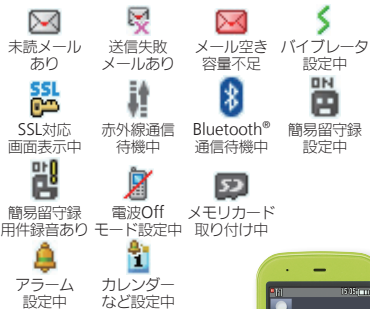 未読メール
あり
送信失敗
メールあり
メール空き
容量不足
バイブレータ
設定中
SSL
SSL対応
画面表示中
赤外線通信
待機中
Bluetooth®
通信待機中
ON
簡易留守録
設定中
簡易留守録
用件録音あり
電波Off
モード設定中
メモリカード
取り付け中
アラーム
設定中
カレンダー
など設定中